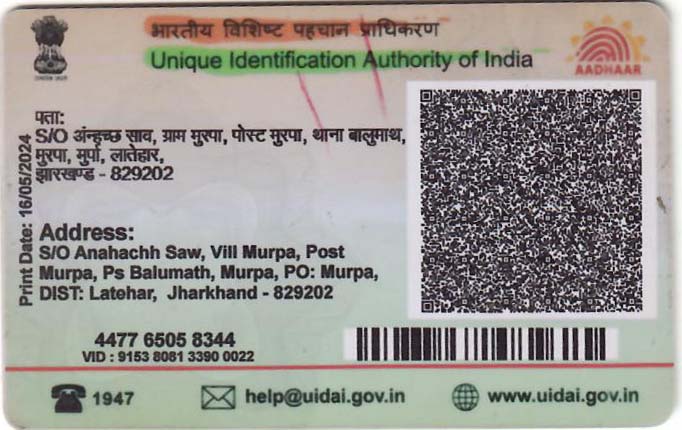 भारतीय विशिष्ट पहचान प्राधिकरण
Unique Identification Authority of India
AADHAAR
पता:
S/O अंन्हच्छ साव, ग्राम मुरपा, पोस्ट मुरपा, थाना बालुमाथ,
मुरपा, मुर्पा, लातेहार,
झारखण्ड - 829202
Print Date: 16/05/2024
Address:
S/O Anahachh Saw, Vill Murpa, Post
Murpa, Ps Balumath, Murpa, PO: Murpa,
DIST: Latehar, Jharkhand - 829202
4477 6505 8344
VID : 9153 8081 3390 0022
1947
help@uidai.gov.in
www.uidai.gov.in